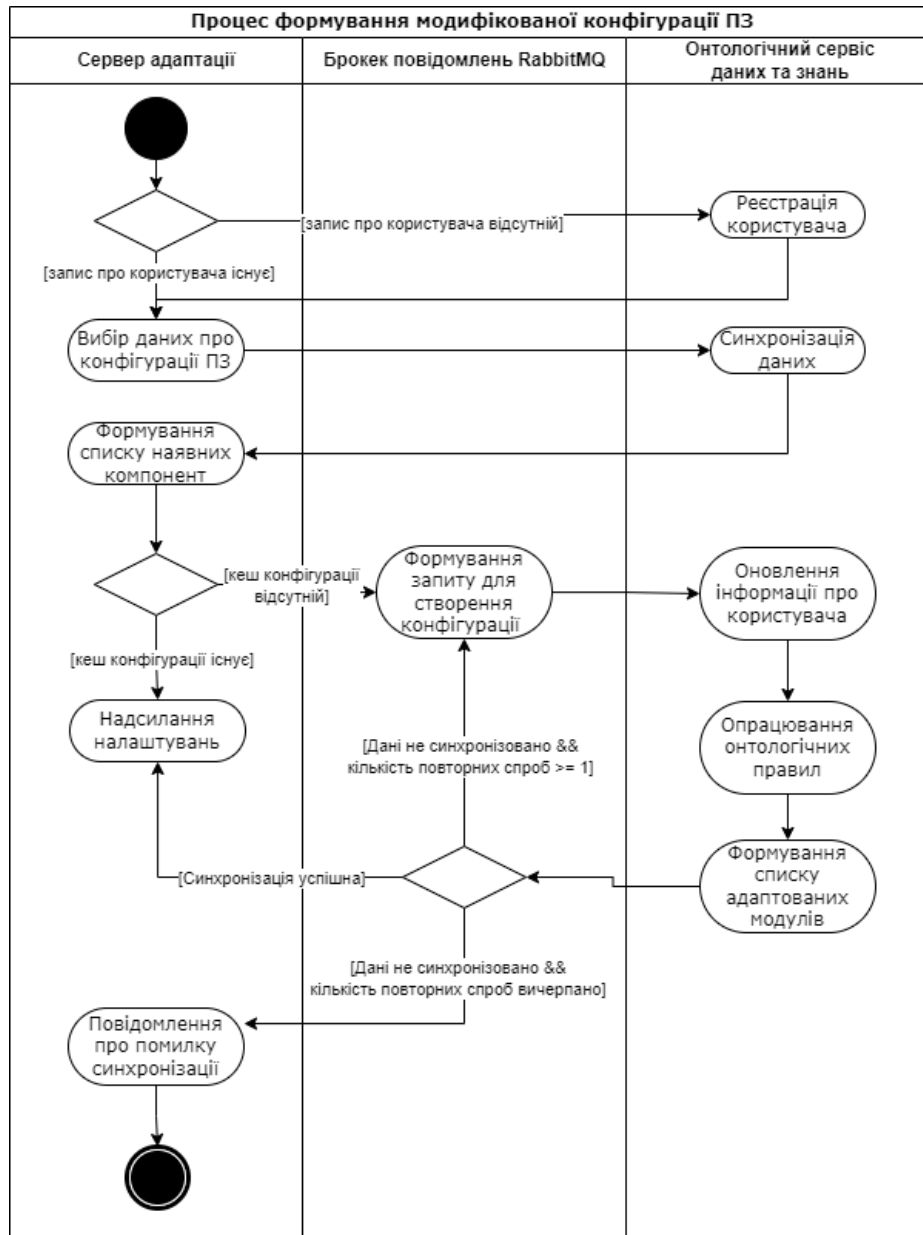 Процес формування модифікованої конфігурації ПЗ
Сервер адаптації
Брокек повідомлень RabbitMQ
Онтологічний сервіс
даних та знань
[запис про користувача відсутній]
Реєстрація
користувача
[запис про користувача існує]
Вибір даних про
конфігурації ПЗ
Синхронізація
даних
Формування
списку наявних
компонент
[кеш конфігурації
відсутній]
Формування
запиту для
створення
конфігурації
Оновлення
інформації про
користувача
[кеш конфігурації існує]
Надсилання
налаштувань
[Дані не синхронізовано &&
кількість повторних спроб >= 1]
Опрацювання
онтологічних
правил
[Синхронізація успішна]
Формування
списку
адаптованих
модулів
[Дані не синхронізовано &&
кількість повторних спроб вичерпано]
Повідомлення
про помилку
синхронізації